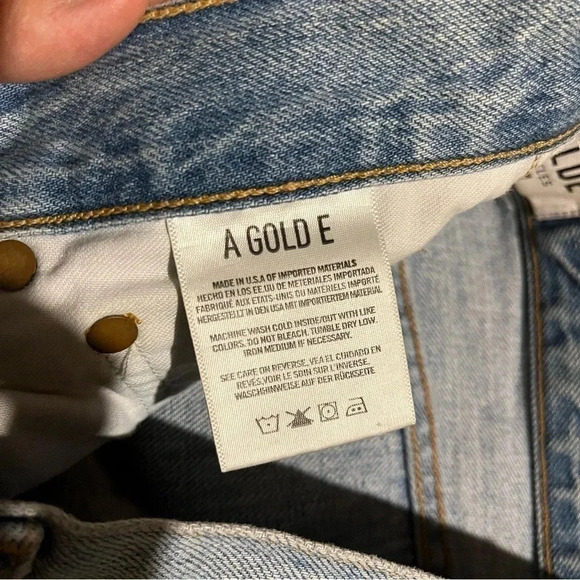 A GOLD E
MADE IN U.S.A OF IMPORTED MATERIALS
HECHO EN LOS EE.UU DE METERIALES IMPORTADA
FABRIQUÉ AUX ETATS-UNIS DU MATÉRIELS IMPORTÉ
HERGESTELLT IN DEN USA MIT IMPORTIERTEM MATERIAL
MACHINE WASH COLD INSIDE/OUT WITH LIKE
COLORS. DO NOT BLEACH. TUMBLE DRY LOW.
IRON MEDIUM IF NECESSARY.
SEE CARE ON REVERSE. VEA EL CUIDADO EN
REVÉS. VOIR LE SOIN SUR L'INVERSE.
WASCHHINWEISE AUF DER RÜCKSEITE